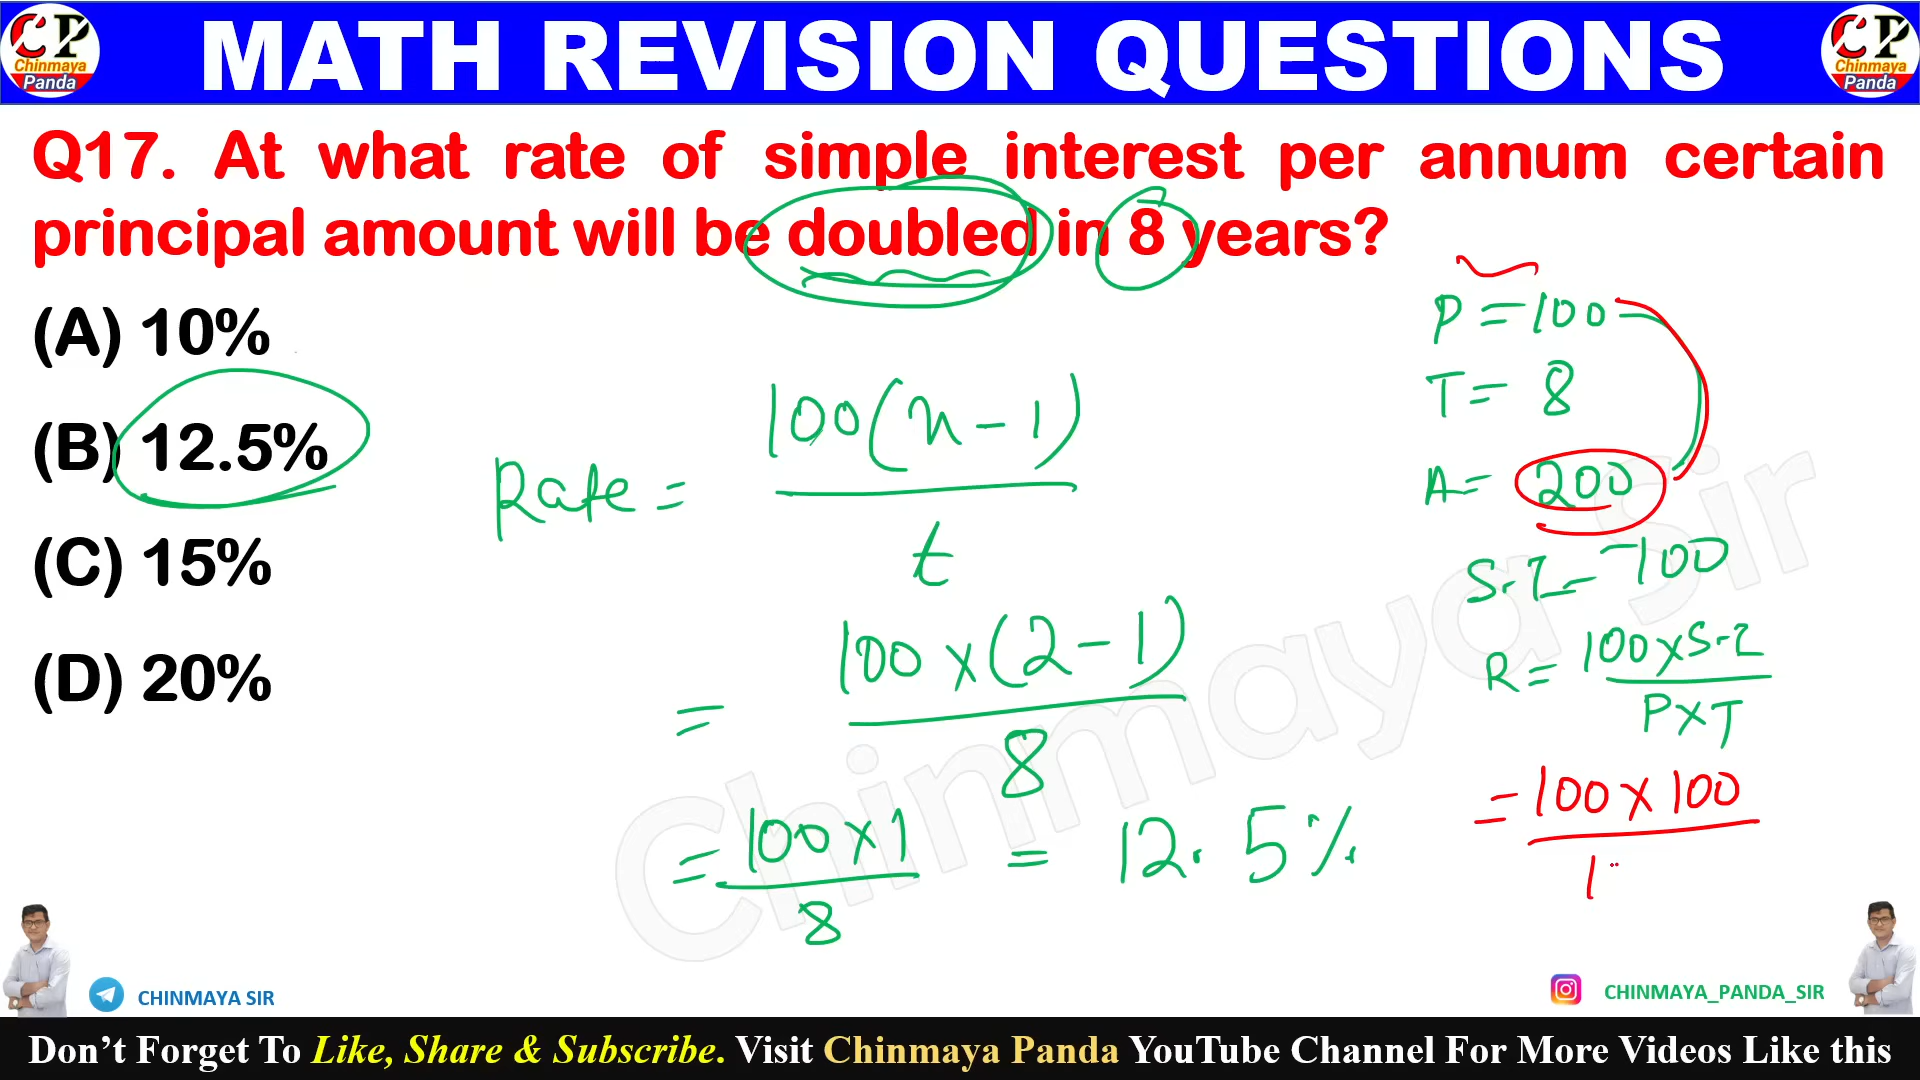 CP
Chinmaya
Panda
MATH REVISION QUESTIONS
CP
Chinmaya
Panda
Q17. At what rate of simple interest per annum certain
principal amount will be doubled in 8 years?
(A) 10%
(B) 12.5%
(C) 15%
(D) 20%
Rate = 100(n-1)
t
= 100 x (2-1)
8
= 100 x 1
8
= 12.5%
P = 100
T = 8
A = 200
S.I = 100
R = 100 x S.I
P x T
= 100 x 100
1
Chinmaya Sir
CHINMAYA SIR
CHINMAYA_PANDA_SIR
Don’t Forget To Like, Share & Subscribe. Visit Chinmaya Panda YouTube Channel For More Videos Like this